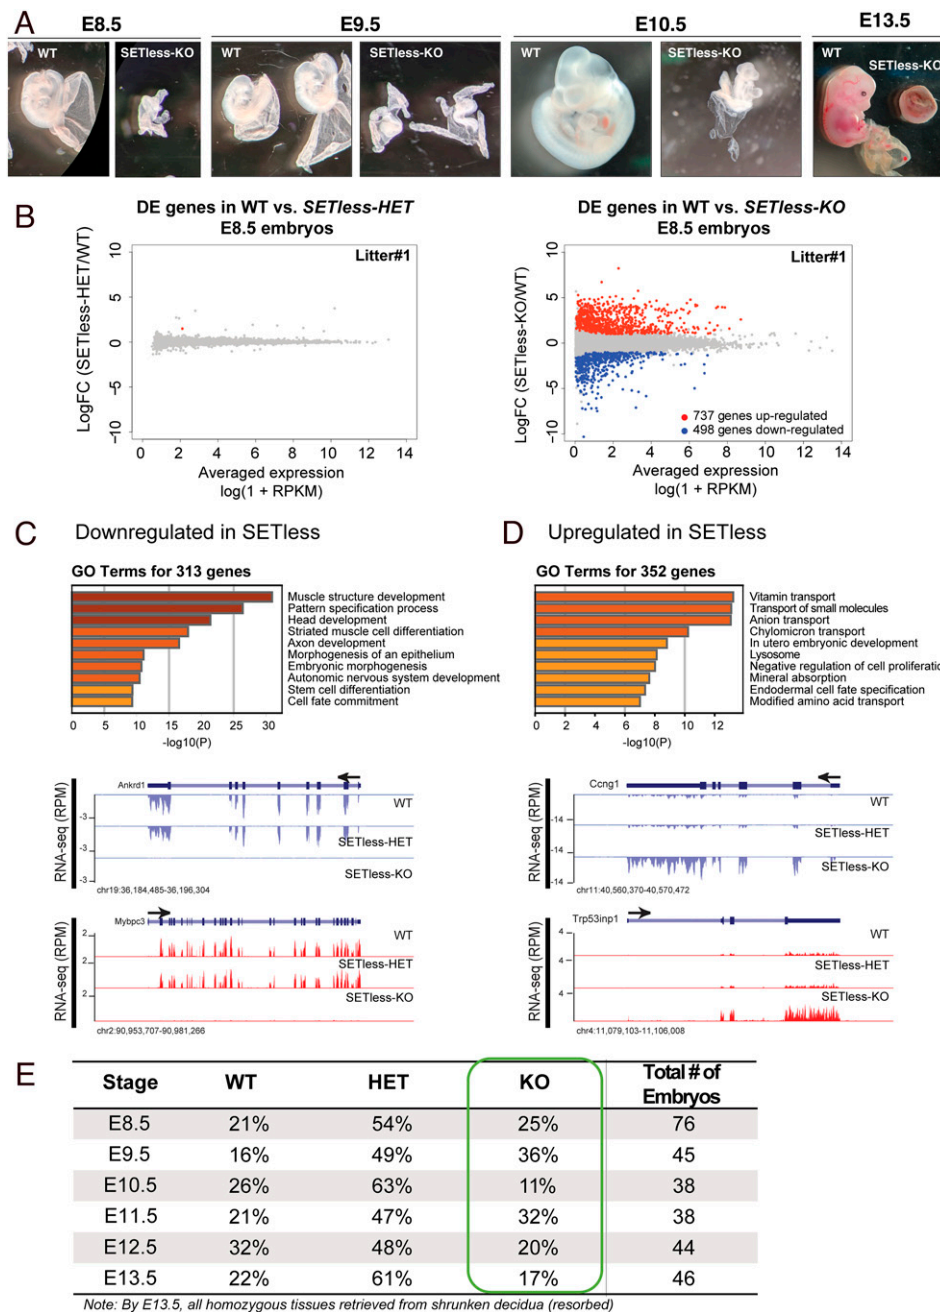 A
E8.5
E9.5
E10.5
E13.5
WT
SETless-KO
WT
SETless-KO
WT
SETless-KO
WT
SETless-KO
B
DE genes in WT vs. SETless-HET
E8.5 embryos
Litter#1
LogFC (SETless-HET/WT)
10
5
0
-5
-10
0 2 4 6 8 10 12 14
Averaged expression
log(1 + RPKM)
DE genes in WT vs. SETless-KO
E8.5 embryos
Litter#1
LogFC (SETless-KO/WT)
10
5
0
-5
-10
737 genes up-regulated
498 genes down-regulated
0 2 4 6 8 10 12 14
Averaged expression
log(1 + RPKM)
C Downregulated in SETless
GO Terms for 313 genes
Muscle structure development
Pattern specification process
Head development
Striated muscle cell differentiation
Axon development
Morphogenesis of an epithelium
Embryonic morphogenesis
Autonomic nervous system development
Stem cell differentiation
Cell fate commitment
0 5 10 15 20 25 30
-log10(P)
RNA-seq (RPM)
Ankrd1
WT
-3
SETless-HET
-3
SETless-KO
-3
chr19:36,184,485-36,196,304
RNA-seq (RPM)
Mybpc3
2
WT
2
SETless-HET
2
SETless-KO
chr2:90,953,707-90,981,266
D Upregulated in SETless
GO Terms for 352 genes
Vitamin transport
Transport of small molecules
Anion transport
Chylomicron transport
In utero embryonic development
Lysosome
Negative regulation of cell proliferatio
Mineral absorption
Endodermal cell fate specification
Modified amino acid transport
0 2 4 6 8 10 12
-log10(P)
RNA-seq (RPM)
Ccng1
WT
-14
SETless-HET
-14
SETless-KO
-14
chr11:40,560,370-40,570,472
RNA-seq (RPM)
Trp53inp1
4
WT
4
SETless-HET
4
SETless-KO
chr4:11,079,103-11,106,008
E
Stage WT HET KO Total # of
Embryos
E8.5 21% 54% 25% 76
E9.5 16% 49% 36% 45
E10.5 26% 63% 11% 38
E11.5 21% 47% 32% 38
E12.5 32% 48% 20% 44
E13.5 22% 61% 17% 46
Note: By E13.5, all homozygous tissues retrieved from shrunken decidua (resorbed)